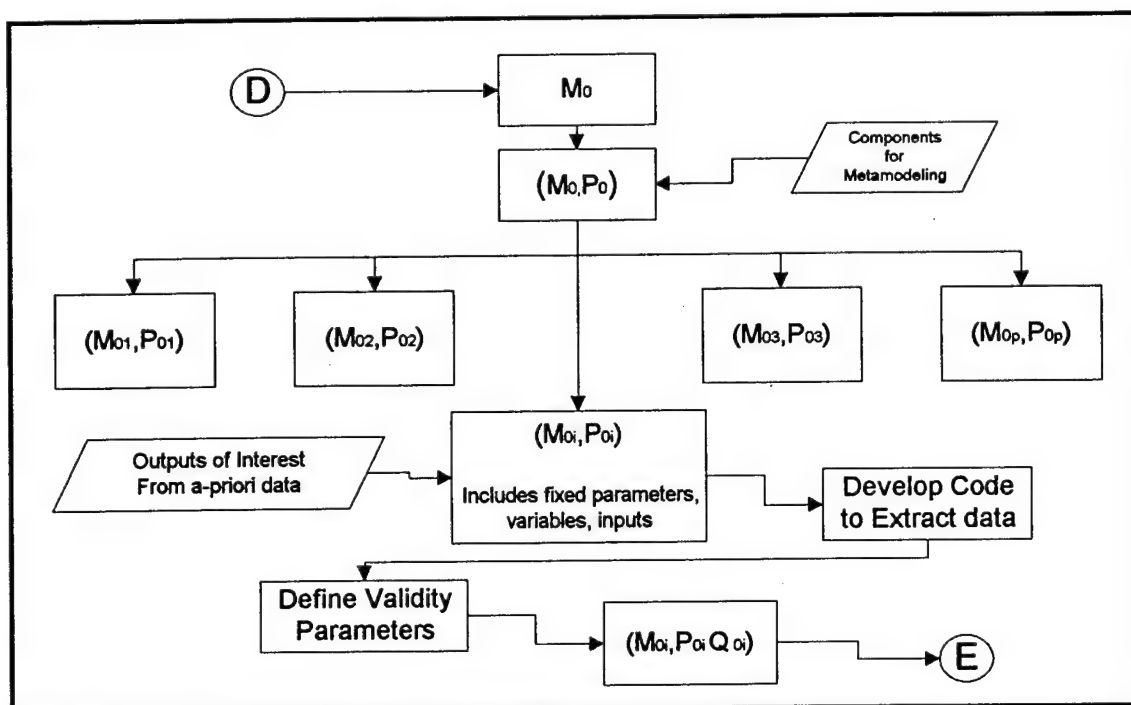 D
M0
(M0,P0)
Components
for
Metamodeling
(M01,P01)
(M02,P02)
(M03,P03)
(M0p,P0p)
(M0i,P0i)
Includes fixed parameters,
variables, inputs
Outputs of Interest
From a-priori data
Develop Code
to Extract data
Define Validity
Parameters
(M0i,P0i Q 0i)
E